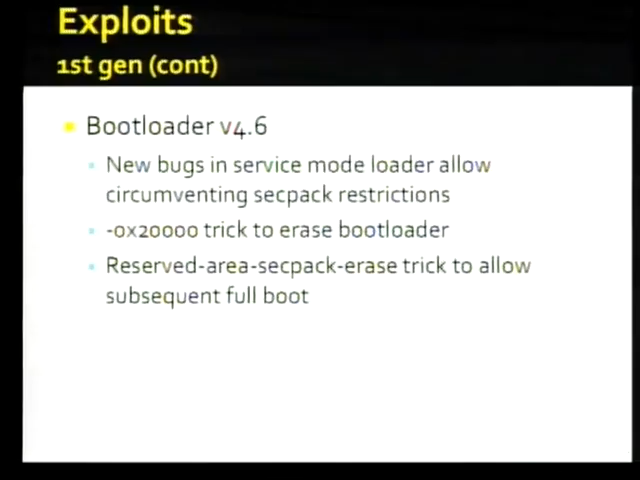 Exploits
1st gen (cont)
Bootloader v4.6
New bugs in service mode loader allow
circumventing secpack restrictions
-0x20000 trick to erase bootloader
Reserved-area-secpack-erase trick to allow
subsequent full boot